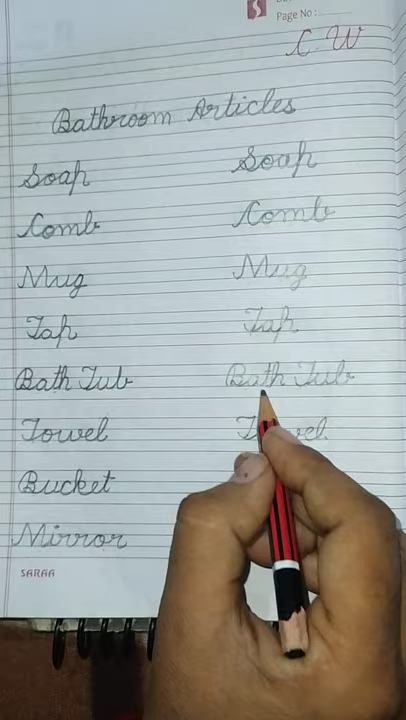 Page No :
C.W
Bathroom Articles
Soap Soap
Comb Comb
Mug Mug
Tap Tap
Bath Tub Bath Tub
Towel
Bucket
Mirror
SARAA